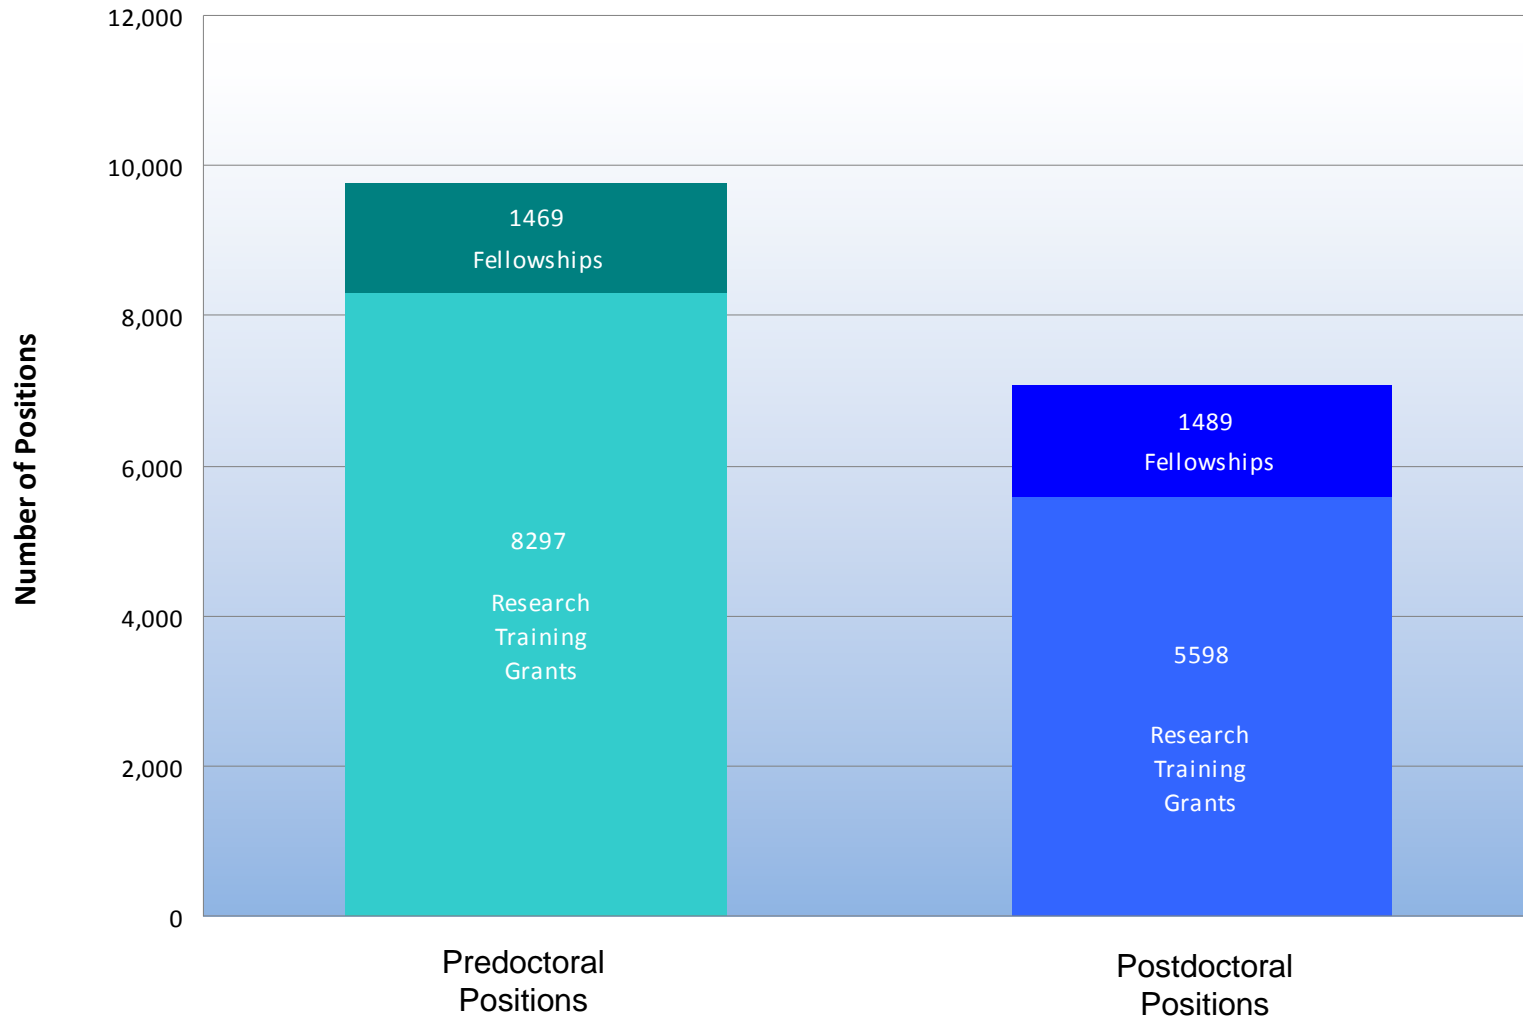 Number of Positions
12,000
10,000
8,000
6,000
4,000
2,000
0
1469
Fellowships
8297
Research
Training
Grants
1489
Fellowships
5598
Research
Training
Grants
Predoctoral
Positions
Postdoctoral
Positions